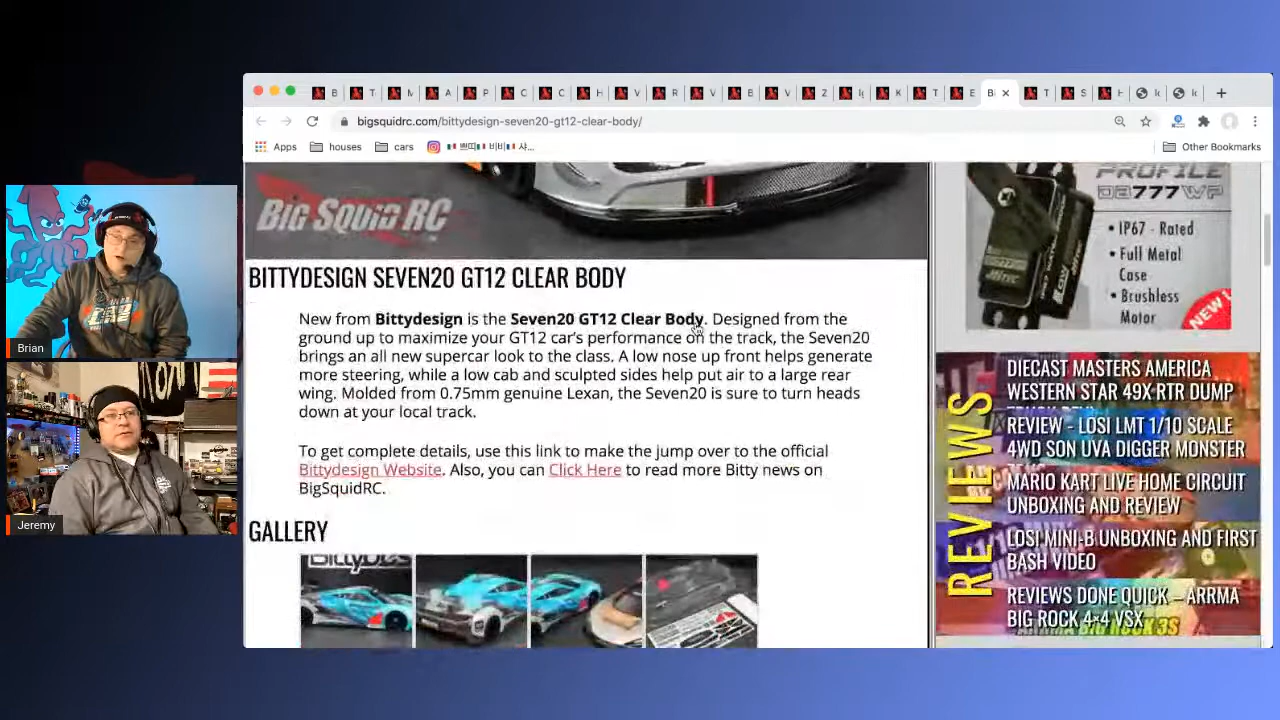 B
T
M
A
P
C
C
H
V
R
V
B
V
Z
K
T
E
Bi
T
S
H
bigsquidrc.com/bittydesign-seven20-gt12-clear-body/
Apps
houses
cars
Other Bookmarks
BIG SQUID RC
BITTYDESIGN SEVEN20 GT12 CLEAR BODY
New from Bittydesign is the Seven20 GT12 Clear Body. Designed from the
ground up to maximize your GT12 car's performance on the track, the Seven20
brings an all new supercar look to the class. A low nose up front helps generate
more steering, while a low cab and sculpted sides help put air to a large rear
wing. Molded from 0.75mm genuine Lexan, the Seven20 is sure to turn heads
down at your local track.
To get complete details, use this link to make the jump over to the official
Bittydesign Website. Also, you can Click Here to read more Bitty news on
BigSquidRC.
GALLERY
PROFILE
DB777WP
• IP67 - Rated
• Full Metal
Case
• Brushless
Motor
NEW
REVIEWS
DIECAST MASTERS AMERICA
WESTERN STAR 49X RTR DUMP
REVIEW - LOSI LMT 1/10 SCALE
4WD SON UVA DIGGER MONSTER
MARIO KART LIVE HOME CIRCUIT
UNBOXING AND REVIEW
LOSI MINI-B UNBOXING AND FIRST
BASH VIDEO
REVIEWS DONE QUICK – ARRMA
BIG ROCK 4×4 VSX
Brian
Jeremy